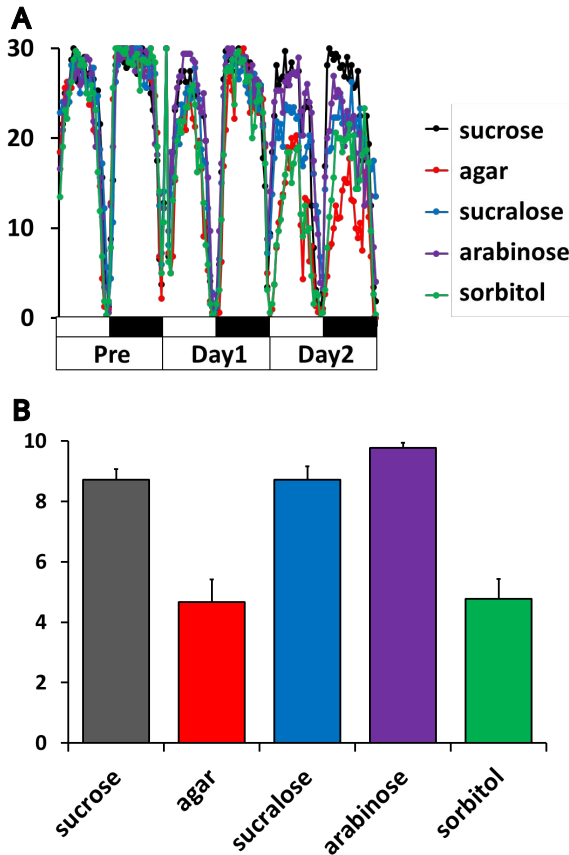 A
30
20
10
0
Pre Day1 Day2
sucrose
agar
sucralose
arabinose
sorbitol
B
10
8
6
4
2
0
sucrose agar sucralose arabinose sorbitol